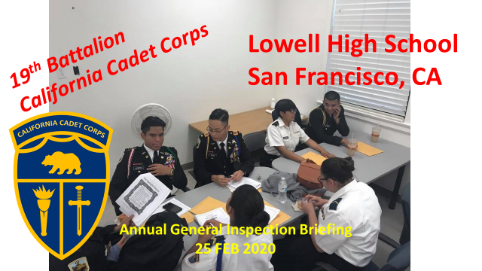 19th Battalion
California Cadet Corps
Lowell High School
San Francisco, CA
CALIFORNIA CADET CORPS
Annual General Inspection Briefing
25 FEB 2020